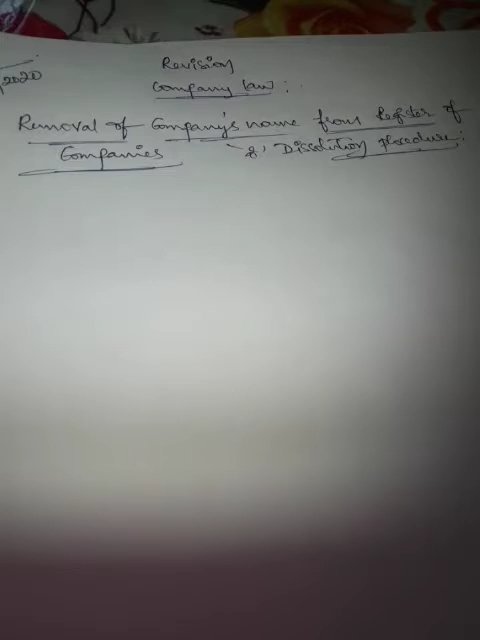 2020
Revision
Company law:
Removal of Company's name from Register of
Companies & Dissolution procedure: